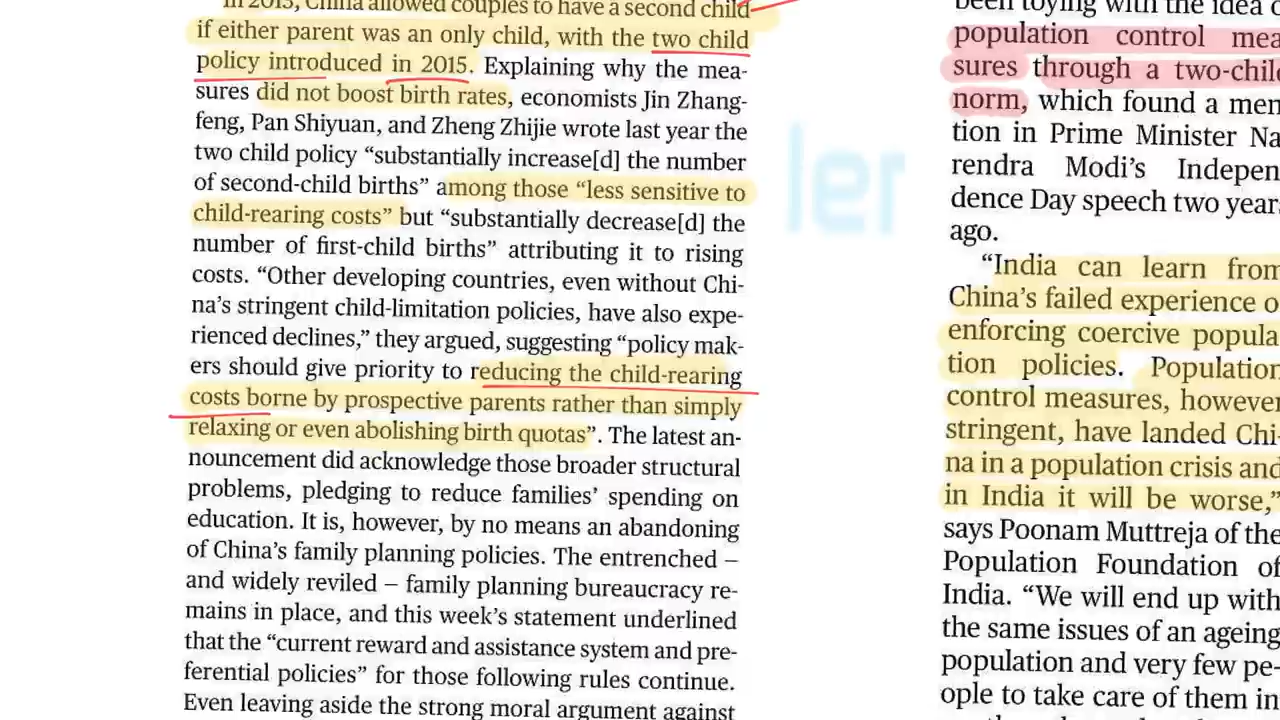 In 2013, China allowed couples to have a second child
if either parent was an only child, with the two child
policy introduced in 2015. Explaining why the mea-
sures did not boost birth rates, economists Jin Zhang-
feng, Pan Shiyuan, and Zheng Zhijie wrote last year the
two child policy “substantially increase[d] the number
of second-child births” among those “less sensitive to
child-rearing costs” but “substantially decrease[d] the
number of first-child births” attributing it to rising
costs. “Other developing countries, even without Chi-
na’s stringent child-limitation policies, have also expe-
rienced declines,” they argued, suggesting “policy mak-
ers should give priority to reducing the child-rearing
costs borne by prospective parents rather than simply
relaxing or even abolishing birth quotas”. The latest an-
nouncement did acknowledge those broader structural
problems, pledging to reduce families’ spending on
education. It is, however, by no means an abandoning
of China’s family planning policies. The entrenched –
and widely reviled – family planning bureaucracy re-
mains in place, and this week’s statement underlined
that the “current reward and assistance system and pre-
ferential policies” for those following rules continue.
Even leaving aside the strong moral argument against
ler
been toying with the idea o
population control mea
sures through a two-chil
norm, which found a men
tion in Prime Minister Na
rendra Modi’s Indepen
dence Day speech two year
ago.
“India can learn from
China’s failed experience o
enforcing coercive popula
tion policies. Population
control measures, however
stringent, have landed Chi-
na in a population crisis and
in India it will be worse,”
says Poonam Muttreja of the
Population Foundation of
India. “We will end up with
the same issues of an ageing
population and very few pe-
ople to take care of them in